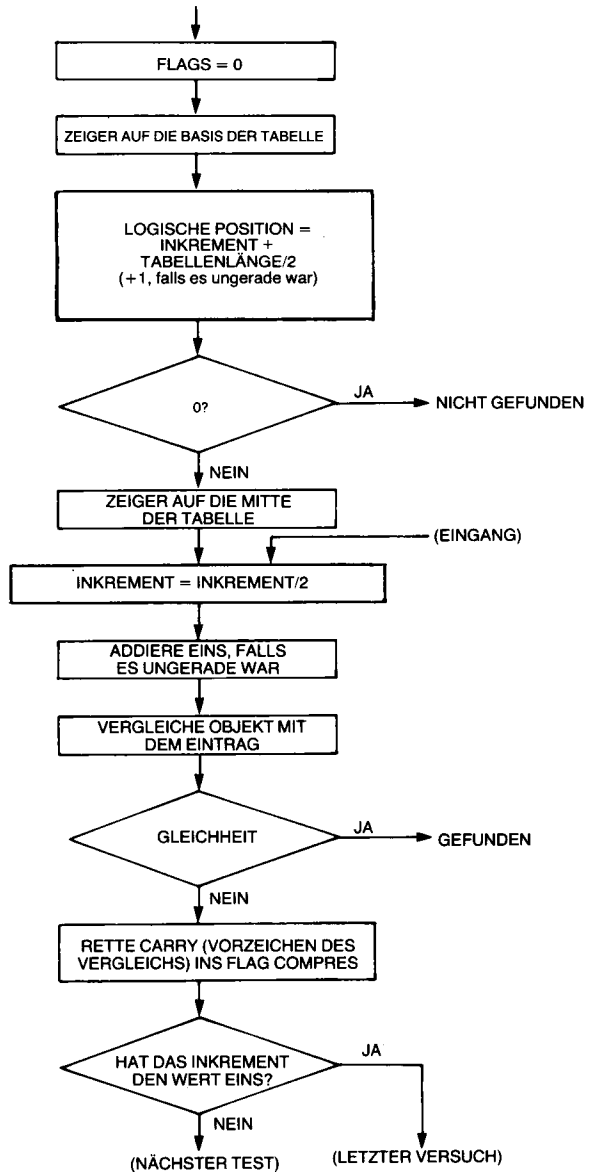 FLAGS = 0
ZEIGER AUF DIE BASIS DER TABELLE
LOGISCHE POSITION =
INKREMENT +
TABELLENLÄNGE/2
(+1, falls es ungerade war)
0?
JA
NICHT GEFUNDEN
NEIN
ZEIGER AUF DIE MITTE
DER TABELLE
(EINGANG)
INKREMENT = INKREMENT/2
ADDIERE EINS, FALLS
ES UNGERADE WAR
VERGLEICHE OBJEKT MIT
DEM EINTRAG
GLEICHHEIT
JA
GEFUNDEN
NEIN
RETTE CARRY (VORZEICHEN DES
VERGLEICHS) INS FLAG COMPRES
HAT DAS INKREMENT
DEN WERT EINS?
JA
NEIN
(NÄCHSTER TEST)
(LETZTER VERSUCH)